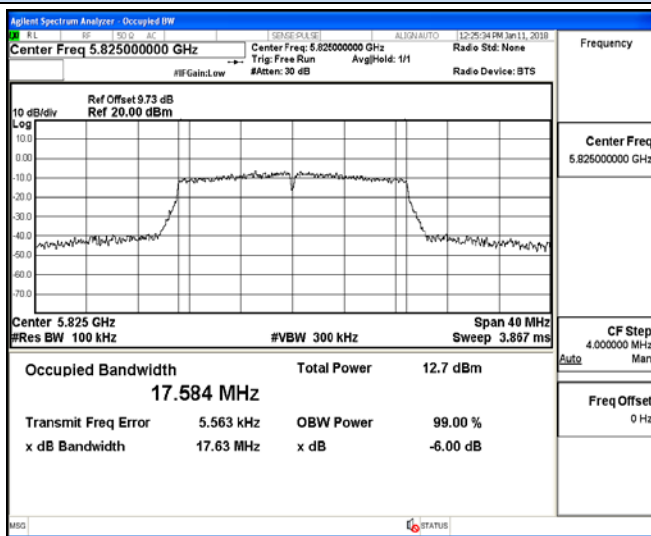 Agilent Spectrum Analyzer - Occupied BW
RL RF 50 Ω AC SENSE:PULSE ALIGN AUTO 12:25:34 PM Jan 11, 2018
Center Freq 5.825000000 GHz
Center Freq: 5.825000000 GHz
Radio Std: None
Trig: Free Run Avg|Hold: 1/1
#IFGain:Low
#Atten: 30 dB
Radio Device: BTS
Ref Offset 9.73 dB
10 dB/div Ref 20.00 dBm
Log
10.0
0.00
-10.0
-20.0
-30.0
-40.0
-50.0
-60.0
-70.0
Center 5.825 GHz Span 40 MHz
#Res BW 100 kHz #VBW 300 kHz Sweep 3.867 ms
Occupied Bandwidth Total Power 12.7 dBm
17.584 MHz
Transmit Freq Error 5.563 kHz OBW Power 99.00 %
x dB Bandwidth 17.63 MHz x dB -6.00 dB
MSG STATUS
Frequency
Center Freq
5.825000000 GHz
CF Step
4.000000 MHz
Auto Man
Freq Offset
0 Hz